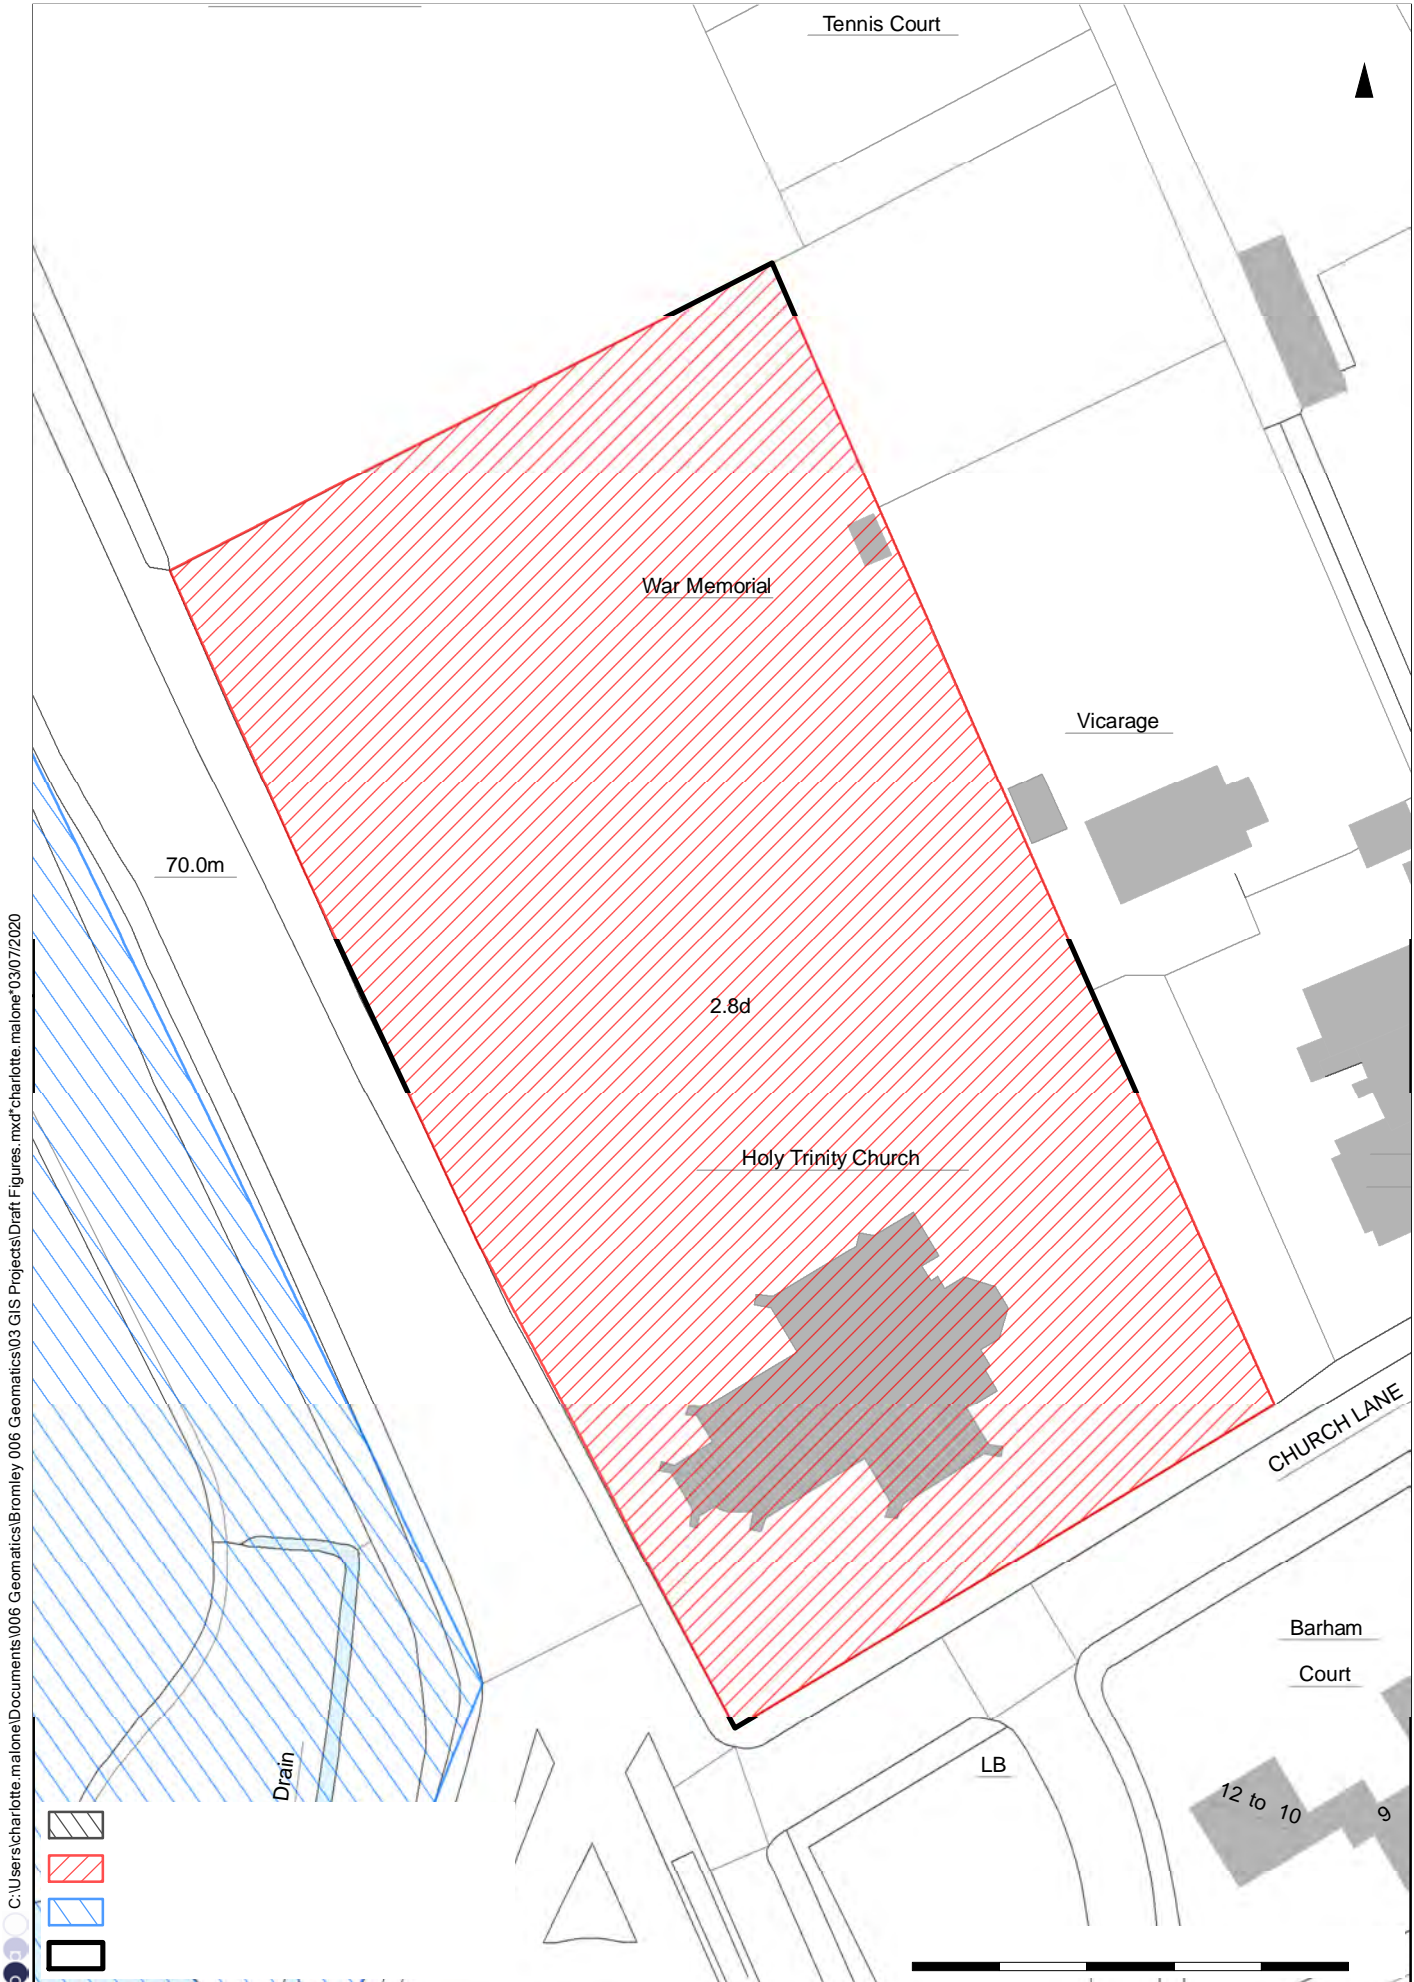 Tennis Court
War Memorial
Vicarage
70.0m
2.8d
Holy Trinity Church
CHURCH LANE
Barham
Court
LB
Drain
12 to 10
9
C:\Users\charlotte.malone\Documents\006 Geomatics\Bromley 006 Geomatics\03 GIS Projects\Draft Figures.mxd*charlotte.malone*03/07/2020